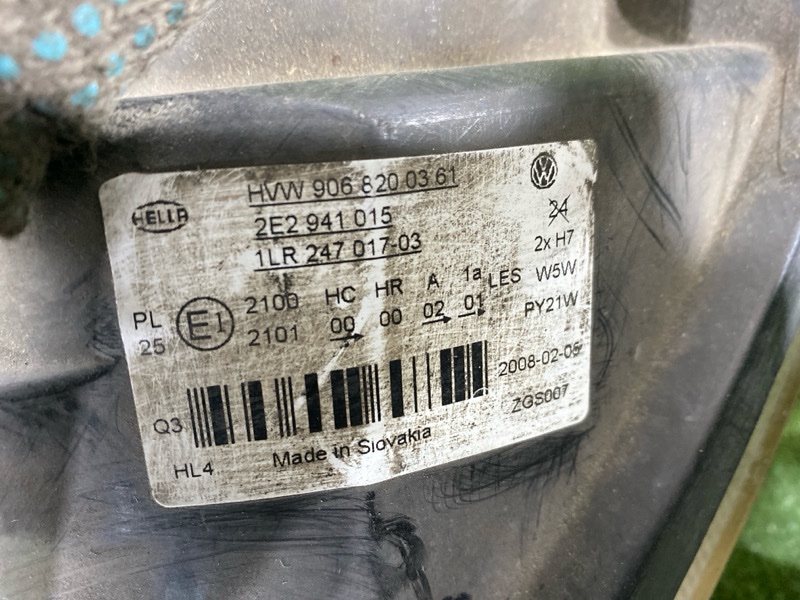 HELLA
HVW 906 820 03 61
2E2 941 015
1LR 247 017-03
24
2x H7
W5W
PY21W
PL
25
E1
HC HR A 1a
2100
2101 00 00 02 01 LES
Q3
2008-02-06
ZGS007
HL4
Made in Slovakia